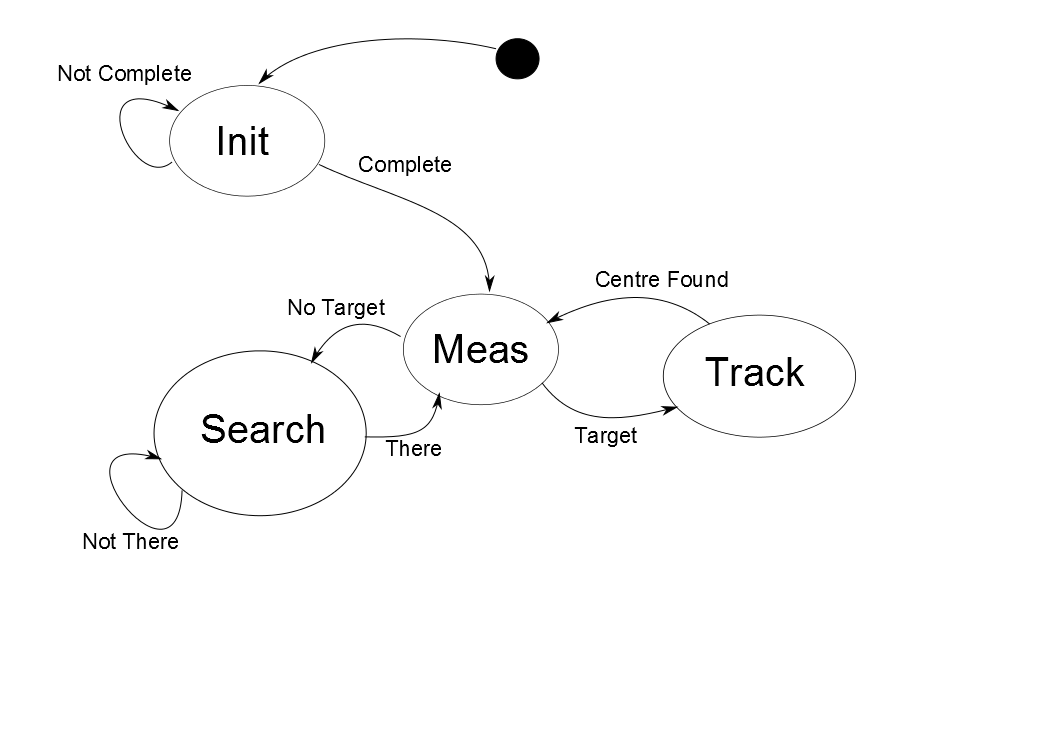 Not Complete
Init
Complete
Centre Found
No Target
Meas
Track
Search
There
Target
Not There